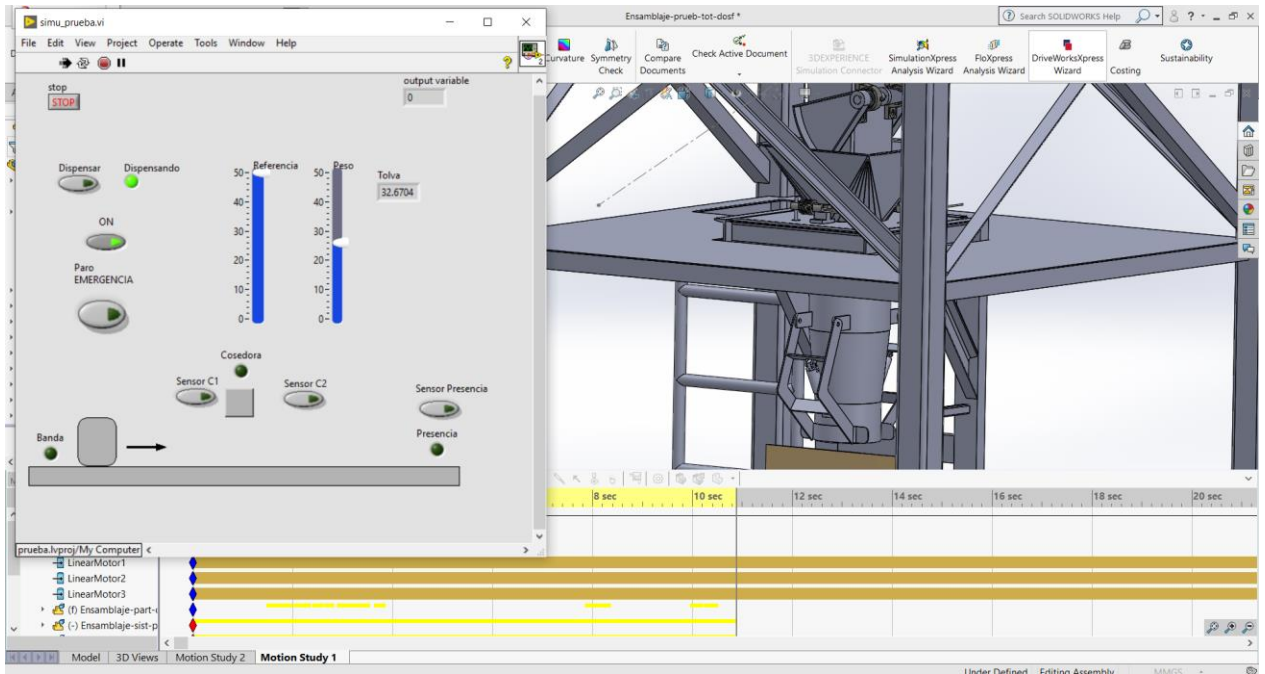 simu_prueba.vi
File Edit View Project Operate Tools Window Help
2
stop
STOP
output variable
0
Dispensar
Dispensando
Referencia
50
40
30
20
10
0
Peso
50
40
30
20
10
0
Tolva
32.6704
ON
Paro
EMERGENCIA
Cosedora
Sensor C1
Sensor C2
Sensor Presencia
Presencia
Banda
prueba.lvproj/My Computer
Ensamblaje-prueb-tot-dosf *
Search SOLIDWORKS Help
Curvature
Symmetry Check
Compare Documents
Check Active Document
3DEXPERIENCE Simulation Connector
SimulationXpress Analysis Wizard
FloXpress Analysis Wizard
DriveWorksXpress Wizard
Costing
Sustainability
8 sec 10 sec 12 sec 14 sec 16 sec 18 sec 20 sec
LinearMotor1
LinearMotor2
LinearMotor3
(f) Ensamblaje-part-
(-) Ensamblaje-sist-p
Model 3D Views Motion Study 2 Motion Study 1
Under Defined Editing Assembly MMGS